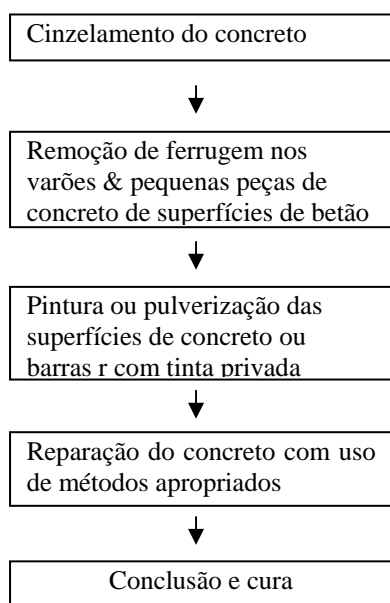 Cinzelamento do concreto
Remoção de ferrugem nos
varões & pequenas peças de
concreto de superfícies de betão
Pintura ou pulverização das
superfícies de concreto ou
barras r com tinta privada
Reparação do concreto com uso
de métodos apropriados
Conclusão e cura